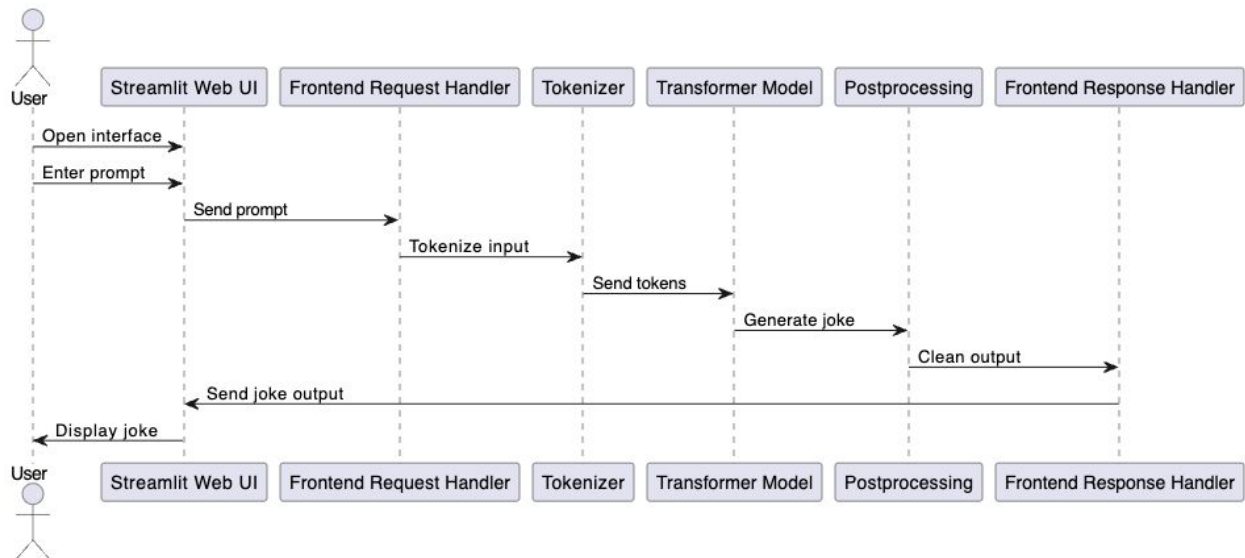 User
Streamlit Web UI
Frontend Request Handler
Tokenizer
Transformer Model
Postprocessing
Frontend Response Handler
Open interface
Enter prompt
Send prompt
Tokenize input
Send tokens
Generate joke
Clean output
Send joke output
Display joke
User
Streamlit Web UI
Frontend Request Handler
Tokenizer
Transformer Model
Postprocessing
Frontend Response Handler